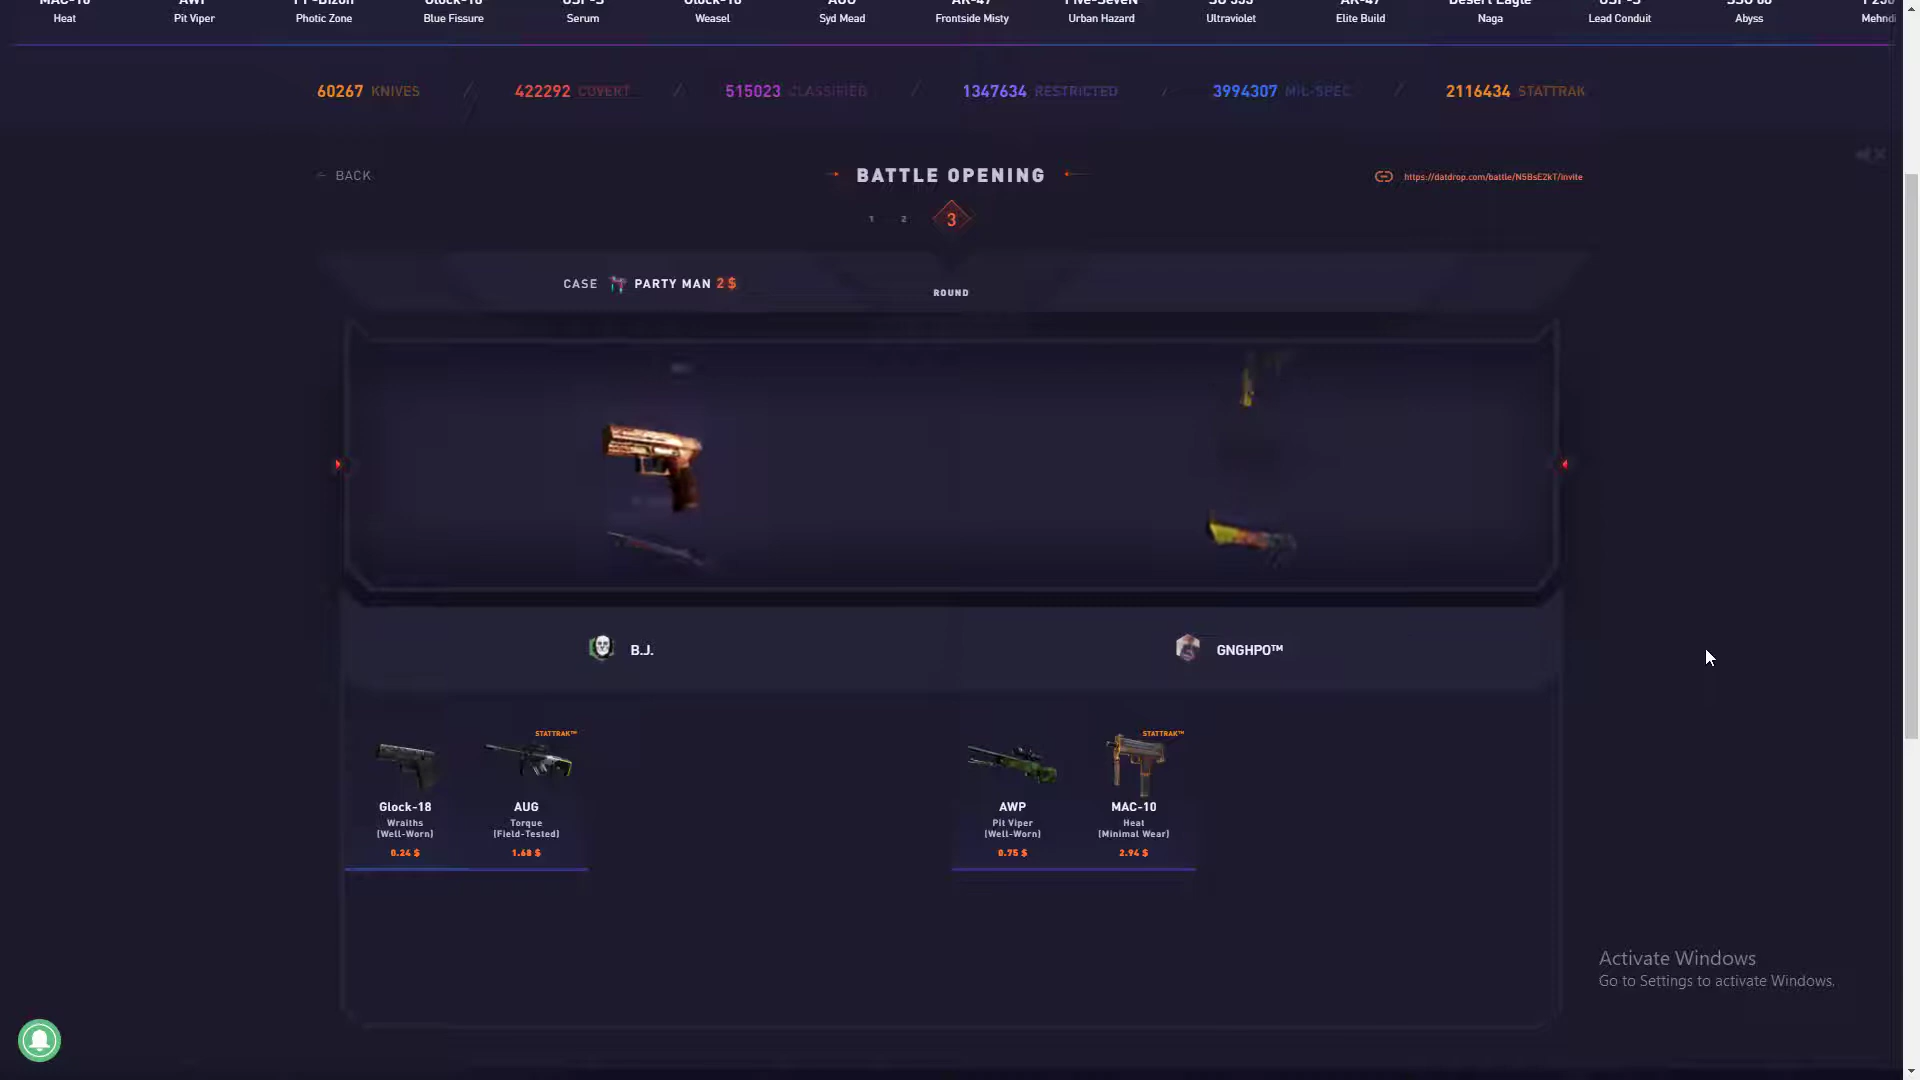 Heat Pit Viper Photic Zone Blue Fissure Serum Weasel Syd Mead Frontside Misty Urban Hazard Ultraviolet Elite Build Naga Lead Conduit Abyss
60267 KNIVES / 422292 COVERT / 515023 CLASSIFIED / 1347634 RESTRICTED / 3994307 MIL-SPEC / 2116434 STATTRAK
BACK
BATTLE OPENING
https://datdrop.com/battle/N5BsE2kT/invite
1 2 3
CASE PARTY MAN 2 $
ROUND
B.J.
GNGHPO™
STATTRAK™
STATTRAK™
Glock-18 AUG AWP MAC-10
Wraiths Torque Pit Viper Heat
(Well-Worn) (Field-Tested) (Well-Worn) (Minimal Wear)
0.24 $ 1.68 $ 0.75 $ 2.94 $
Activate Windows
Go to Settings to activate Windows.